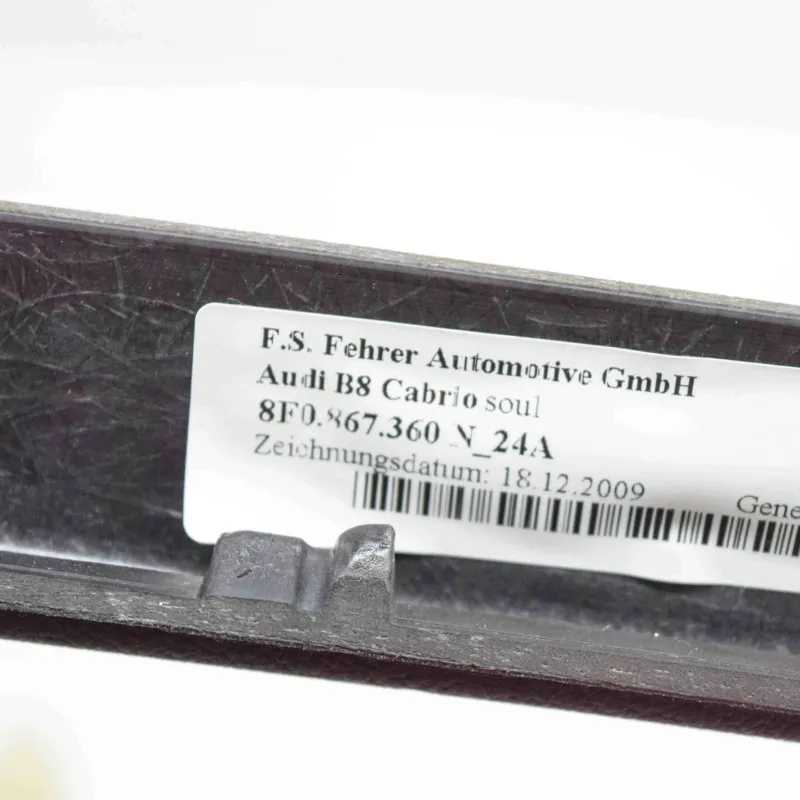 F.S. Fehrer Automotive GmbH
Audi B8 Cabrio soul
8F0.867.360 N_24A
Zeichnungsdatum: 18.12.2009
Gene